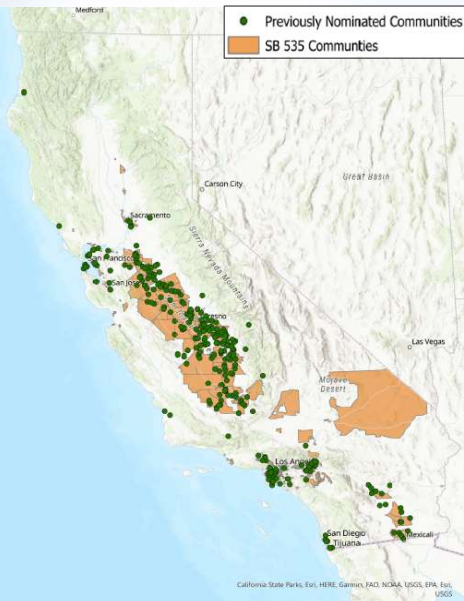 Medford
Previously Nominated Communities
SB 535 Communties
Carson City
Great Basin
Sacramento
Sierra Nevada Mountains
San Francisco
San Jose
Fresno
Las Vegas
Mojave
Desert
Los Angeles
San Diego
Tijuana
Mexicali
California State Parks, Esri, HERE, Garmin, FAO, NOAA, USGS, EPA, Esri,
USGS